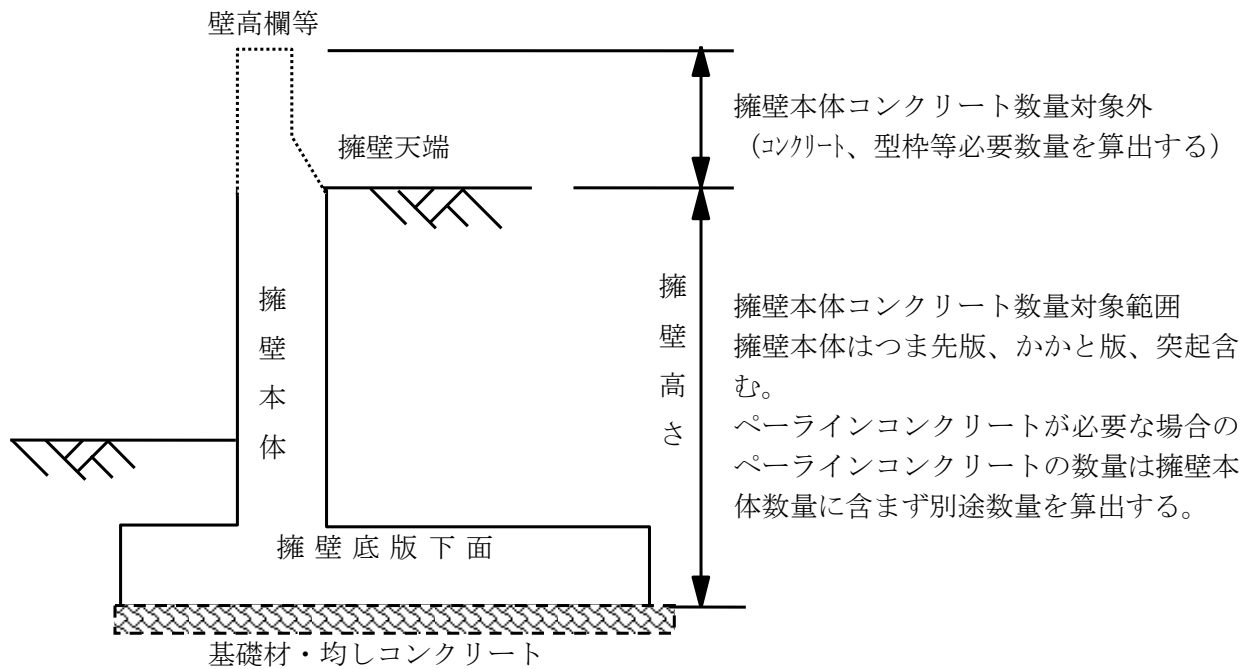 壁高欄等
擁壁本体コンクリート数量対象外
（ｺﾝｸﾘｰﾄ、型枠等必要数量を算出する）
擁壁天端
擁壁本体
擁壁高さ
擁壁本体コンクリート数量対象範囲
擁壁本体はつま先版、かかと版、突起含
む。
ペーラインコンクリートが必要な場合の
ペーラインコンクリートの数量は擁壁本
体数量に含まず別途数量を算出する。
擁壁底版下面
基礎材・均しコンクリート